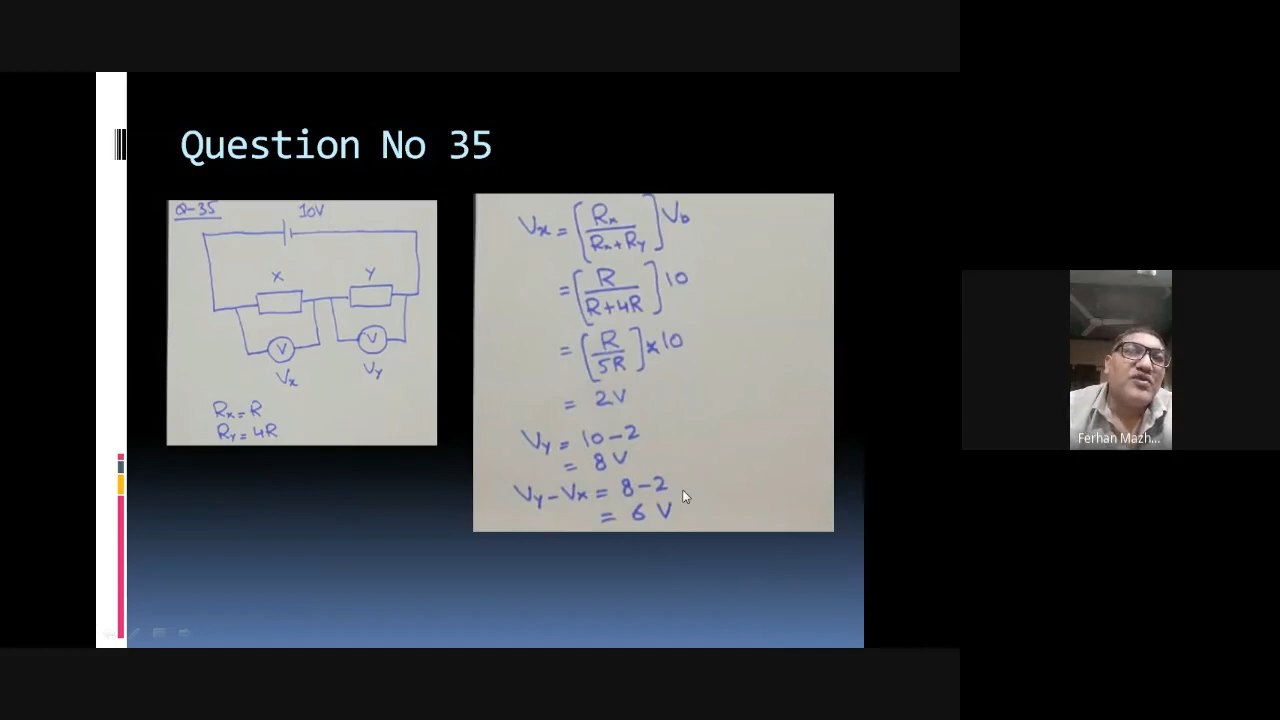 Question No 35
Q-35
10V
X
Y
V
V
Vx
Vy
Rx = R
Ry = 4R
Vx = [Rx / Rx + Ry] Vb
= [R / R + 4R] 10
= [R / 5R] × 10
= 2V
Vy = 10 - 2
= 8 V
Vy - Vx = 8 - 2
= 6 V
Ferhan Mazh...